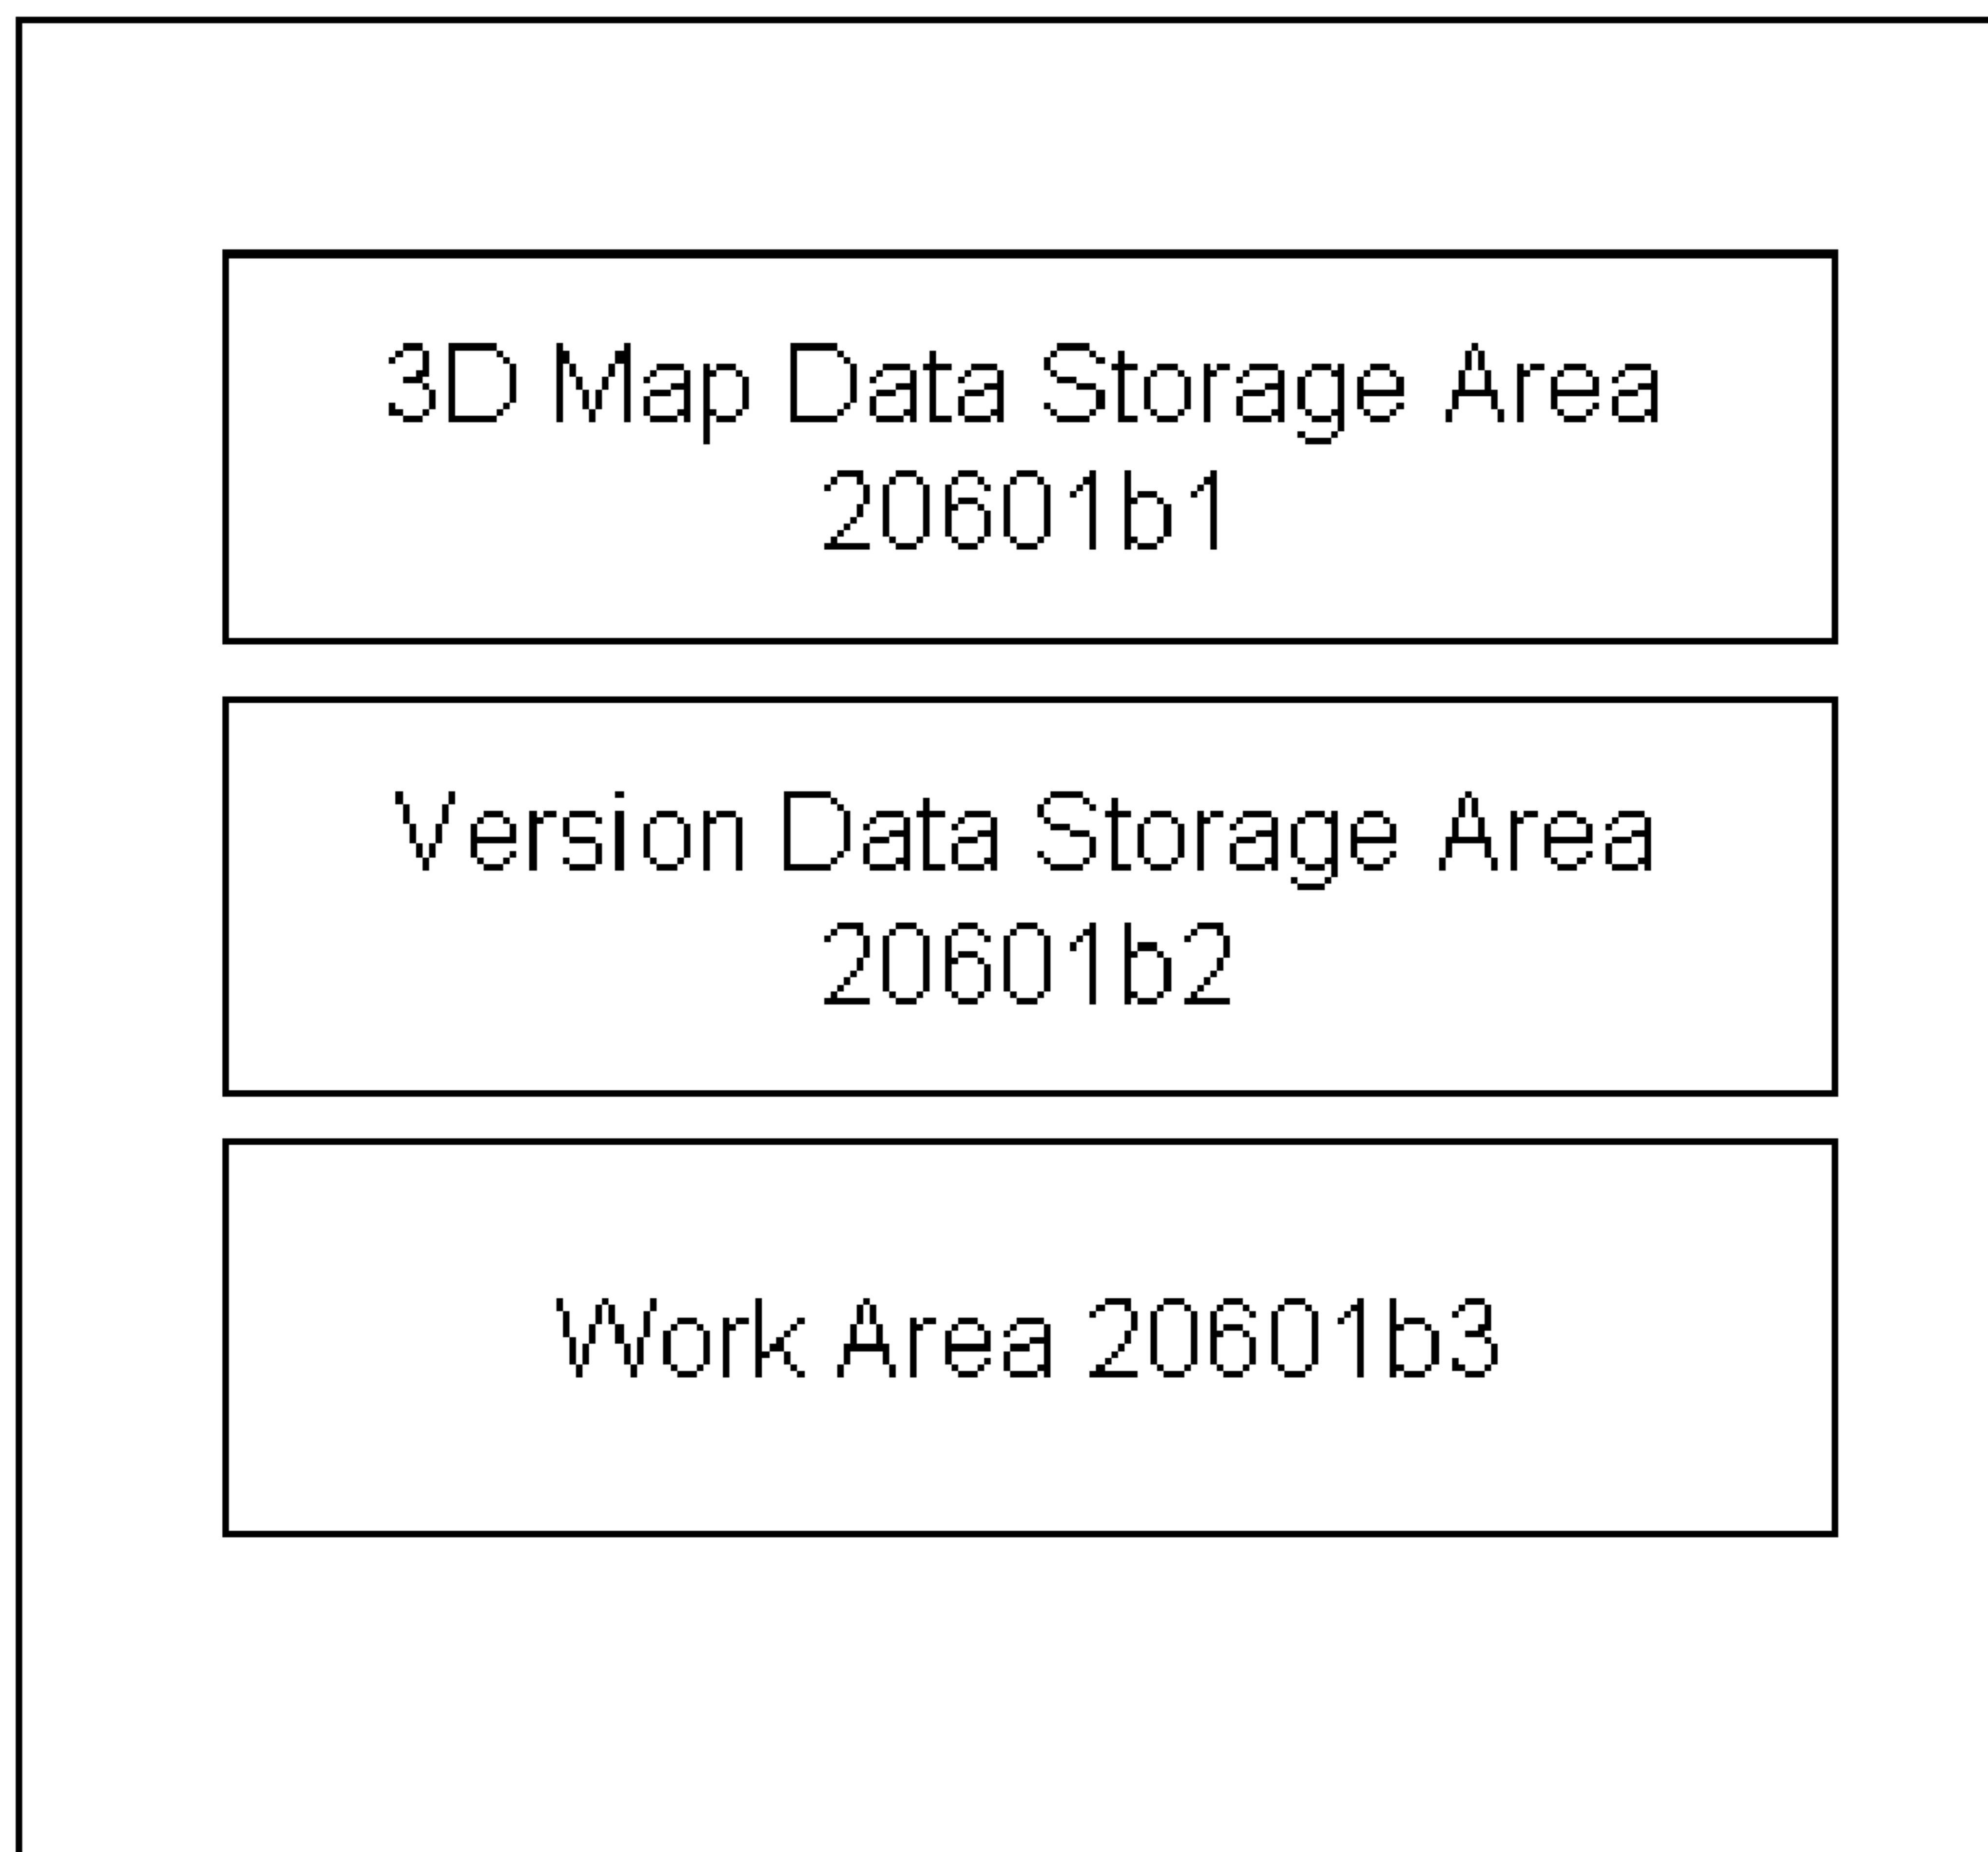 3D Map Data Storage Area
20601b1
Version Data Storage Area
20601b2
Work Area 20601b3